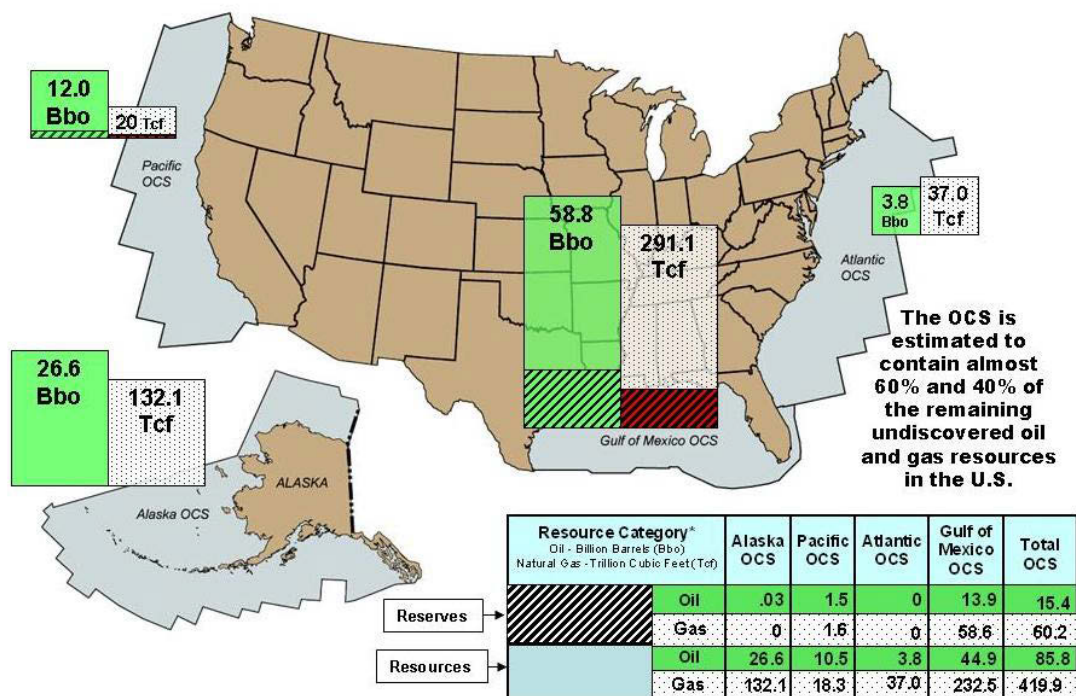 12.0
Bbo
20 Tcf
Pacific
OCS
58.8
Bbo
291.1
Tcf
3.8
Bbo
37.0
Tcf
Atlantic
OCS
The OCS is
estimated to
contain almost
60% and 40% of
the remaining
undiscovered oil
and gas resources
in the U.S.
26.6
Bbo
132.1
Tcf
Gulf of Mexico OCS
ALASKA
Alaska OCS
Resource Category*
Oil - Billion Barrels (Bbo)
Natural Gas - Trillion Cubic Feet (Tcf)
Alaska
OCS
Pacific
OCS
Atlantic
OCS
Gulf of
Mexico
OCS
Total
OCS
Reserves
Oil .03 1.5 0 13.9 15.4
Gas 0 1.6 0 58.6 60.2
Resources
Oil 26.6 10.5 3.8 44.9 85.8
Gas 132.1 18.3 37.0 232.5 419.9